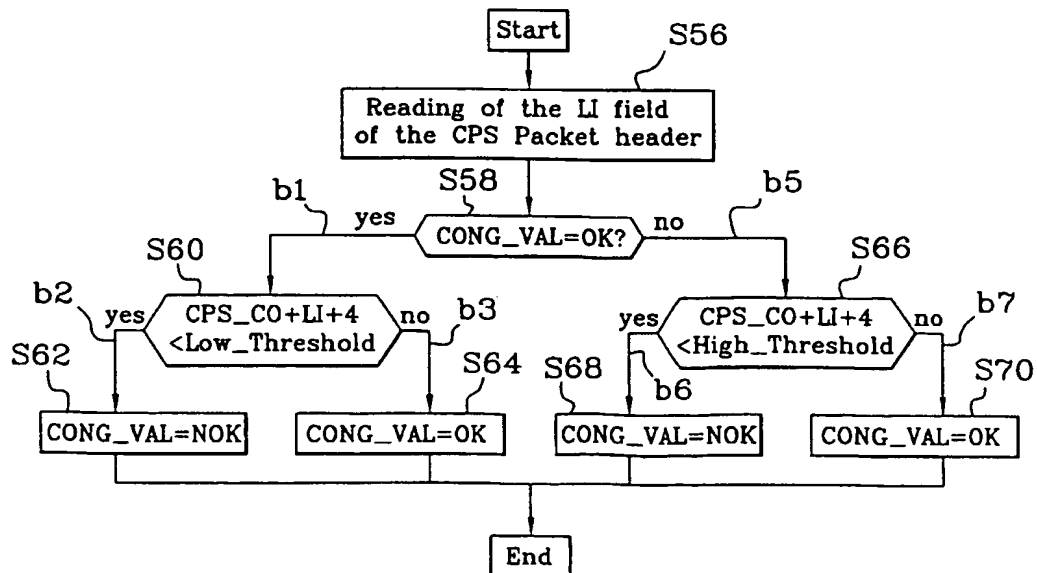 Start
S56
Reading of the LI field
of the CPS Packet header
S58
b1
b5
yes
CONG_VAL=OK?
no
S60
S66
b2
yes
CPS_CO+LI+4
<Low_Threshold
no
b3
yes
CPS_CO+LI+4
<High_Threshold
no
b7
S62
S64
S68
b6
S70
CONG_VAL=NOK
CONG_VAL=OK
CONG_VAL=NOK
CONG_VAL=OK
End